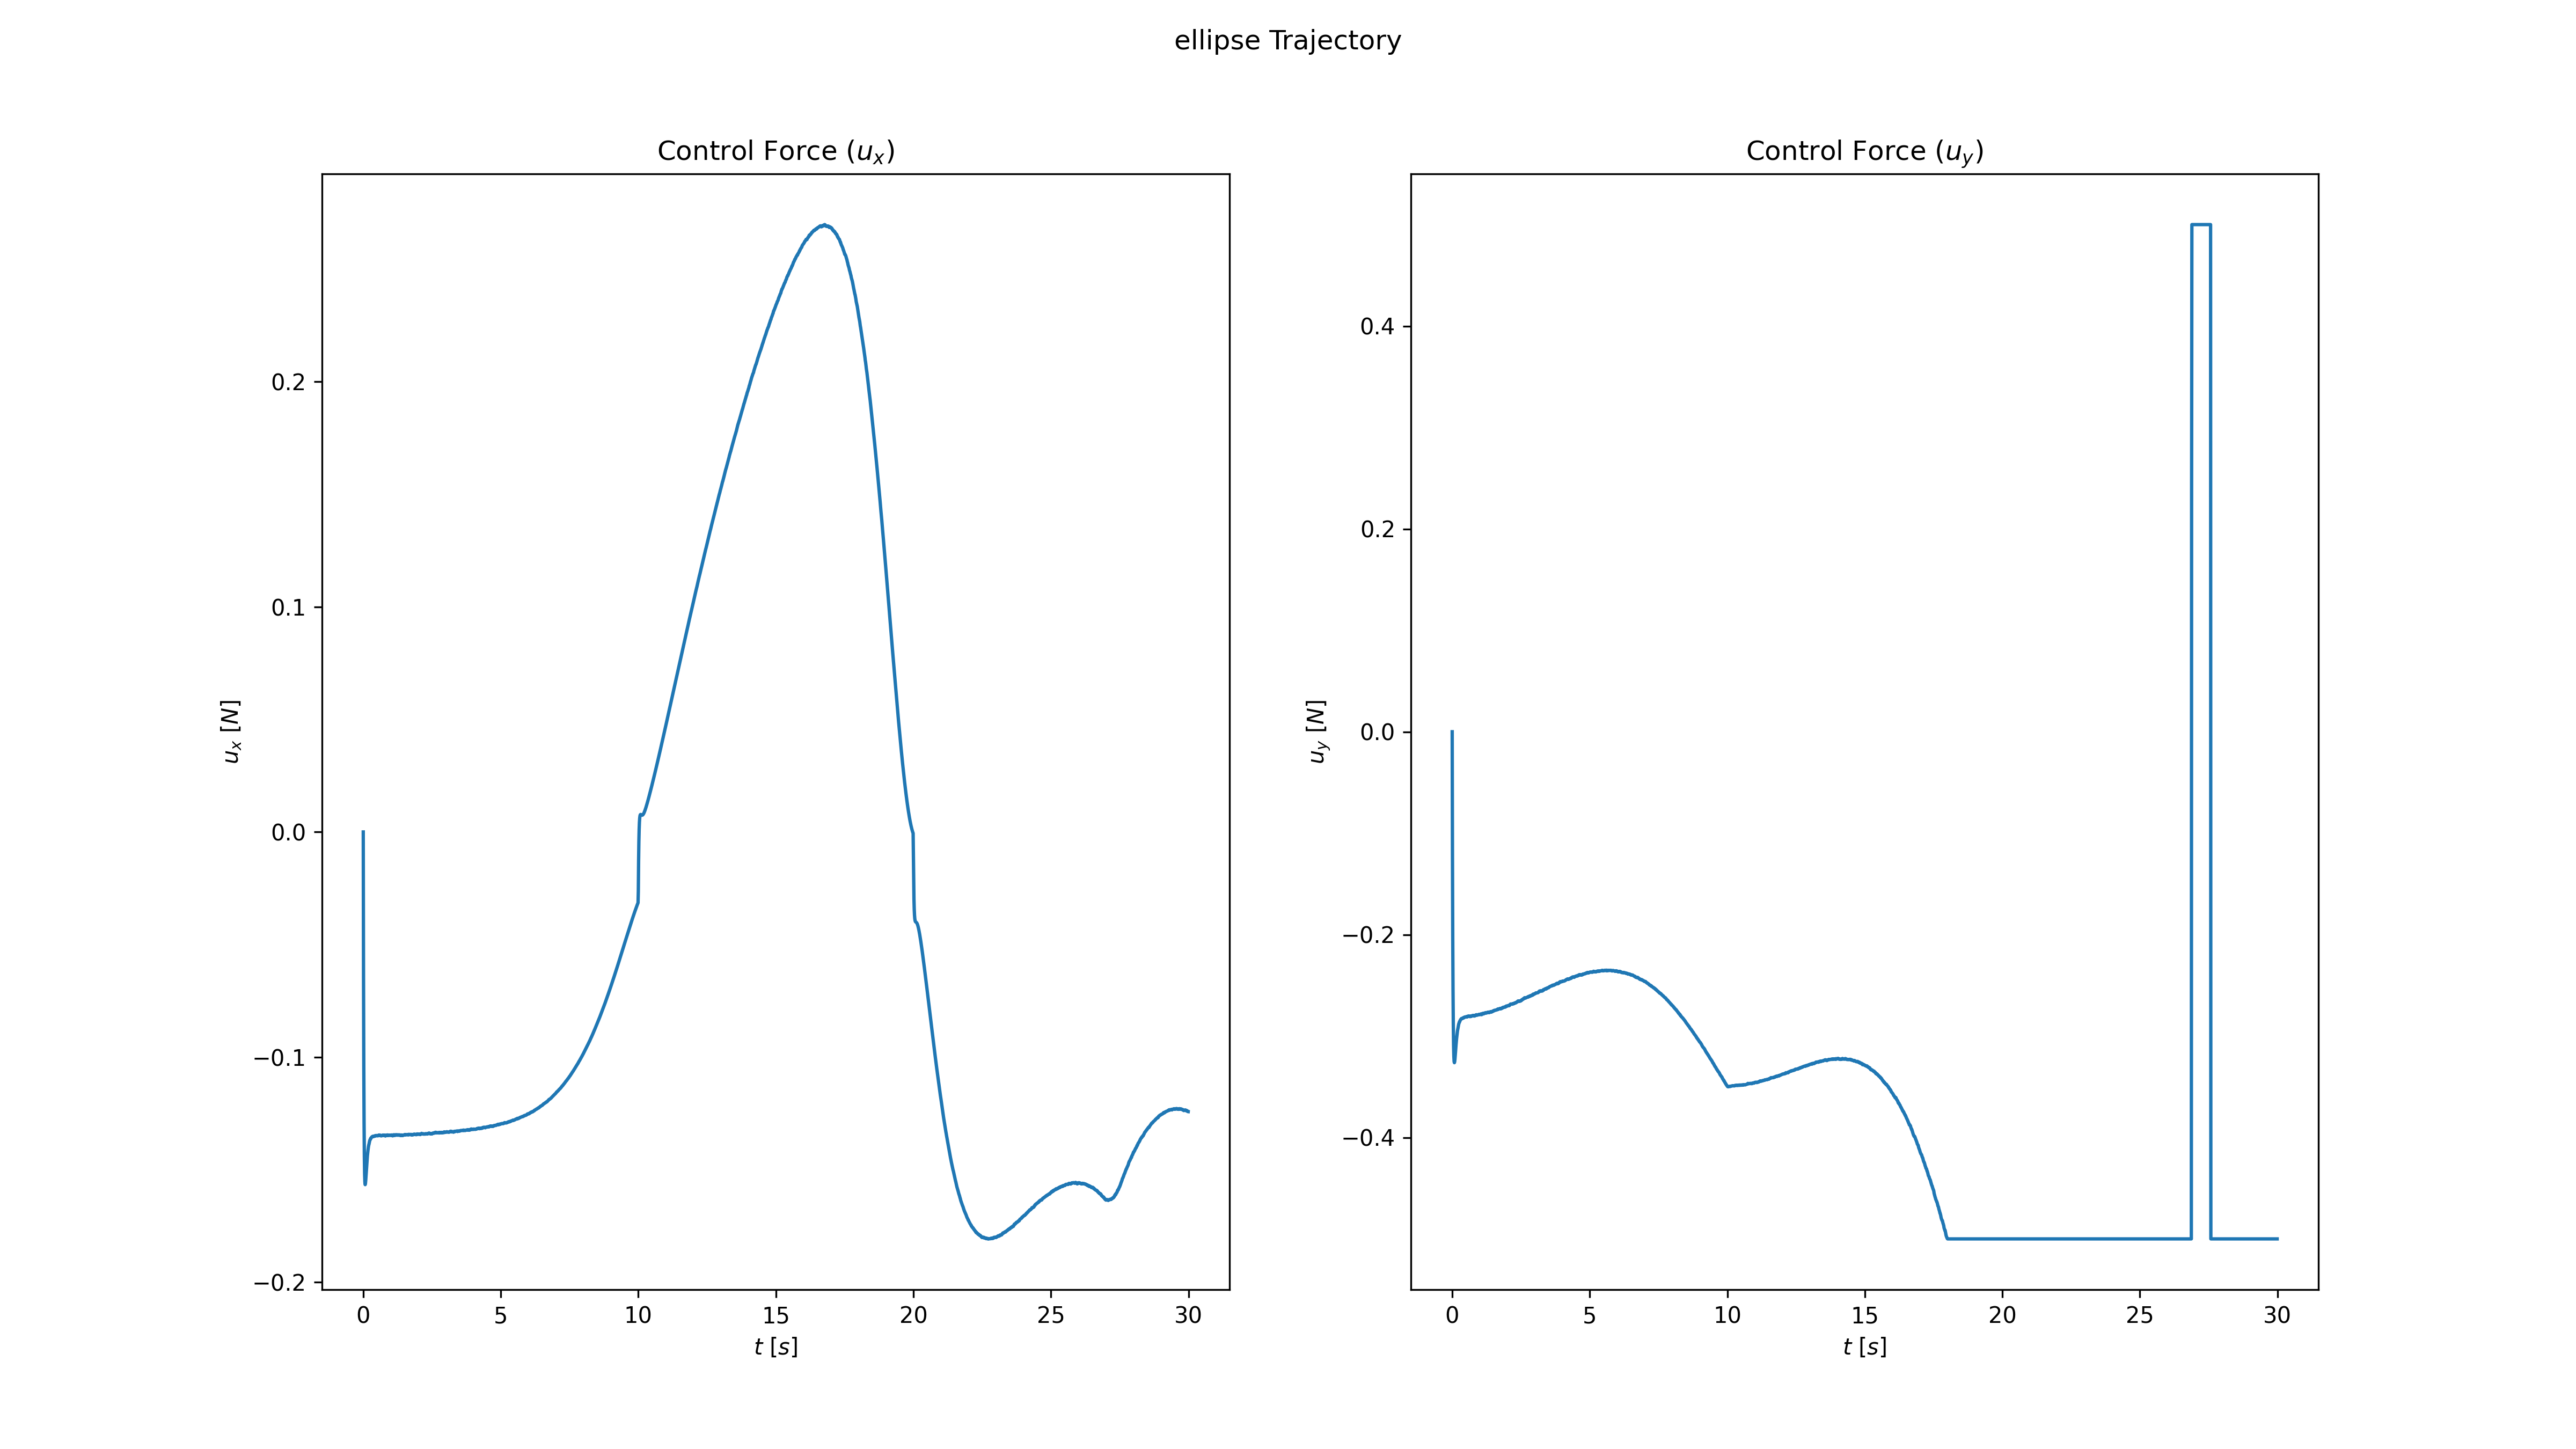 ellipse Trajectory
Control Force (u_x)
0.2
0.1
0.0
−0.1
−0.2
u_x [N]
0 5 10 15 20 25 30
t [s]
Control Force (u_y)
0.4
0.2
0.0
−0.2
−0.4
u_y [N]
0 5 10 15 20 25 30
t [s]